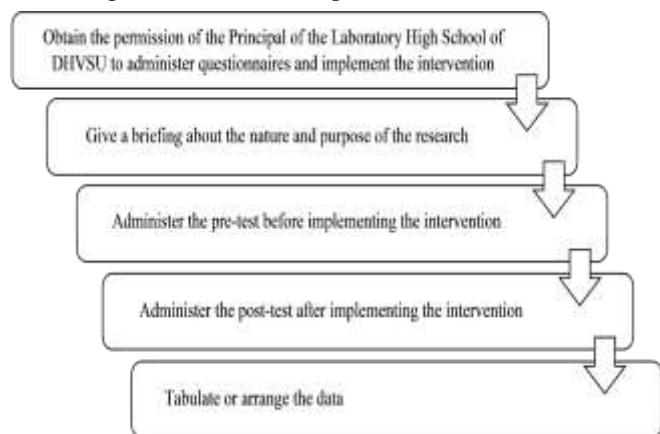 Obtain the permission of the Principal of the Laboratory High School of
DHVSU to administer questionnaires and implement the intervention
Give a briefing about the nature and purpose of the research
Administer the pre-test before implementing the intervention
Administer the post-test after implementing the intervention
Tabulate or arrange the data